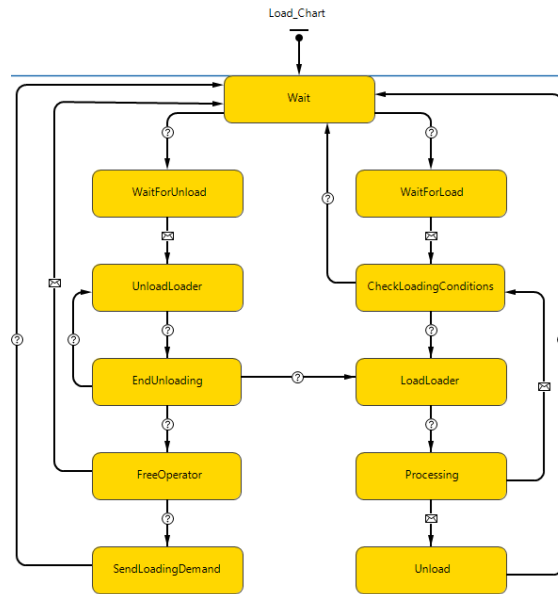 Load_Chart
Wait
WaitForUnload
WaitForLoad
UnloadLoader
CheckLoadingConditions
EndUnloading
LoadLoader
FreeOperator
Processing
SendLoadingDemand
Unload